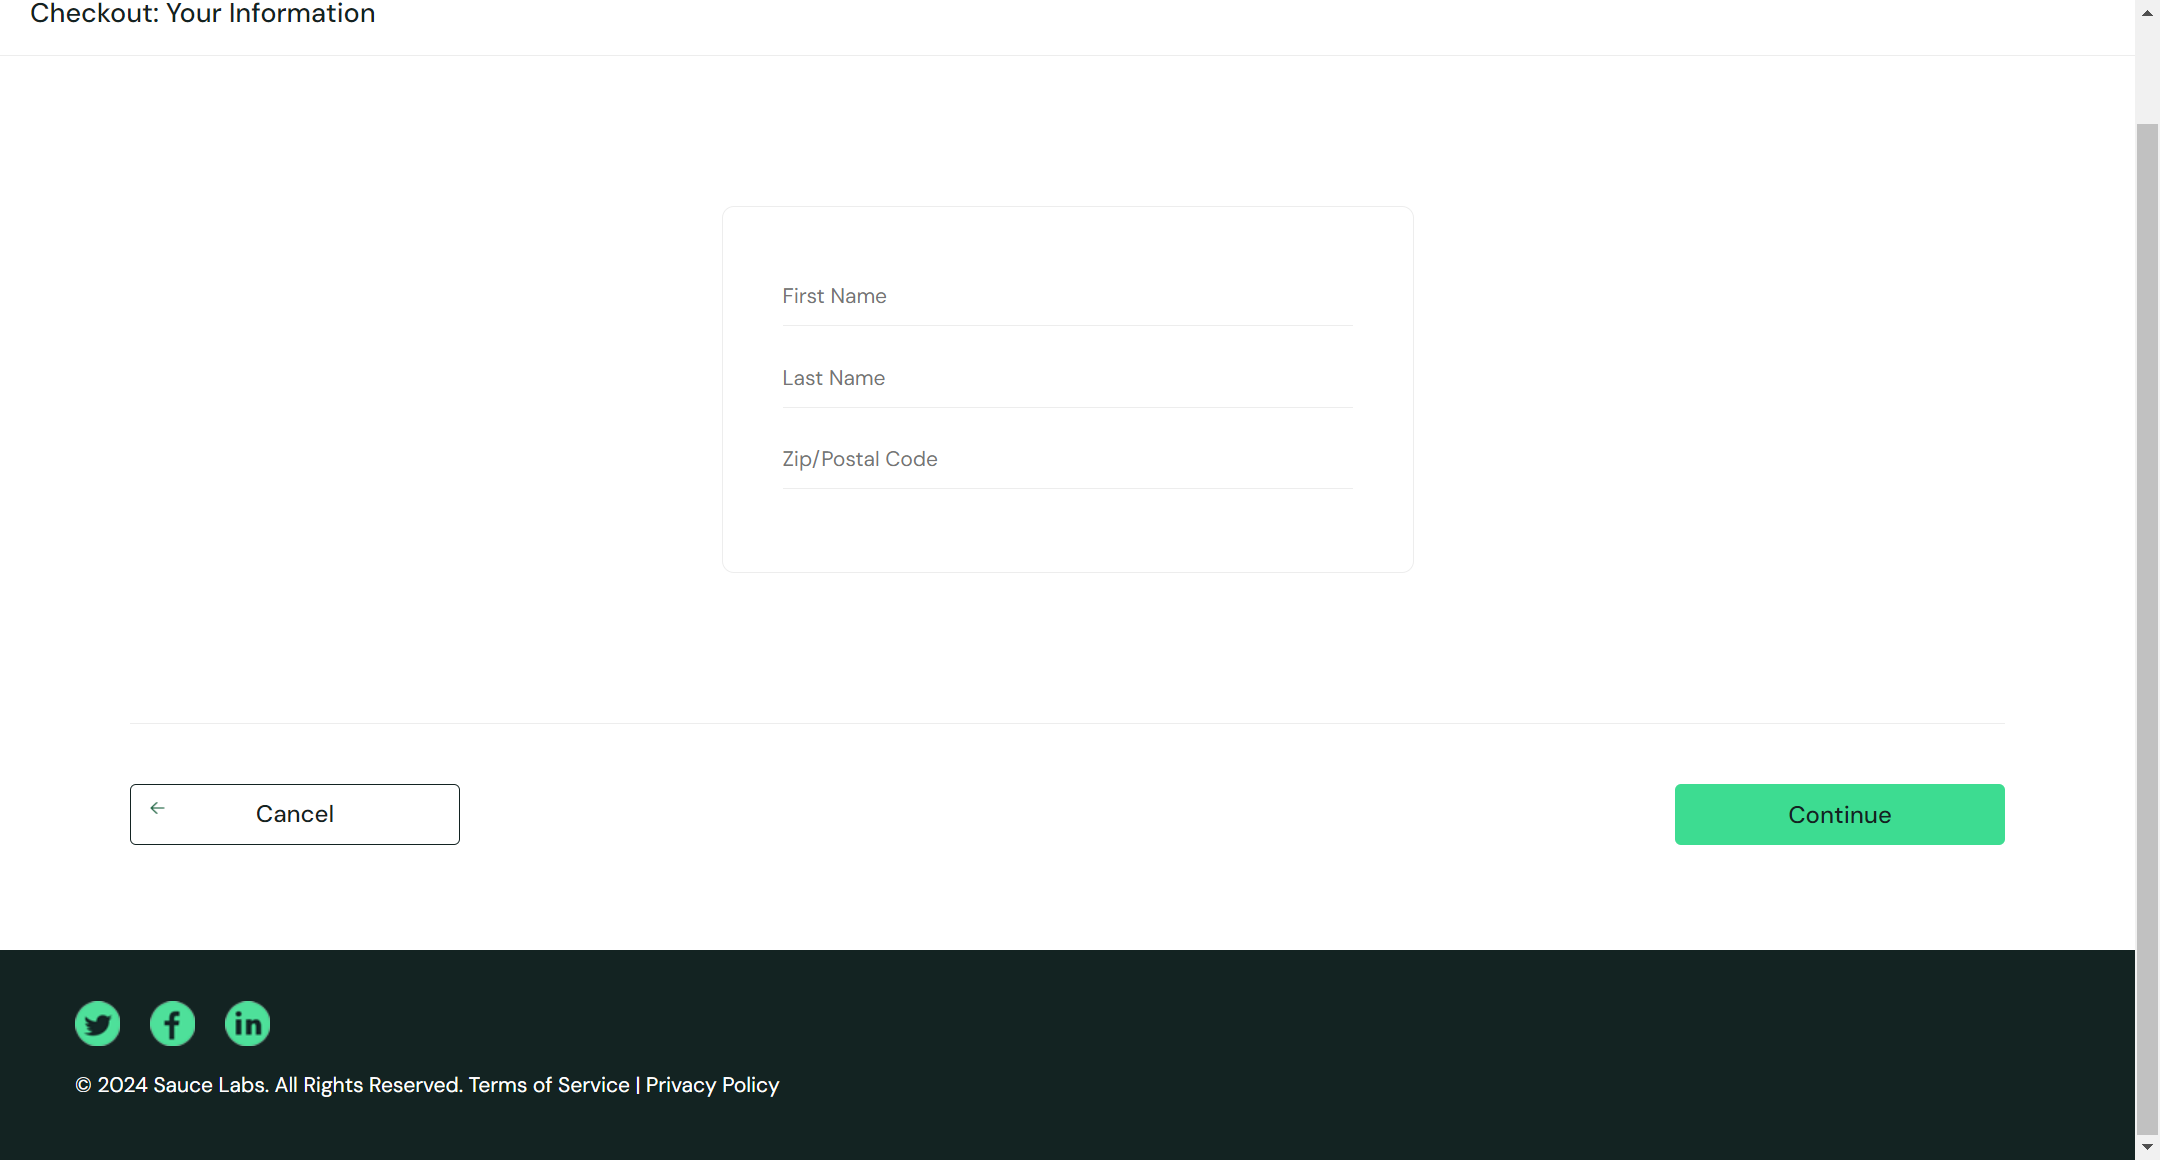 Checkout: Your Information
First Name
Last Name
Zip/Postal Code
Cancel
Continue
© 2024 Sauce Labs. All Rights Reserved. Terms of Service | Privacy Policy